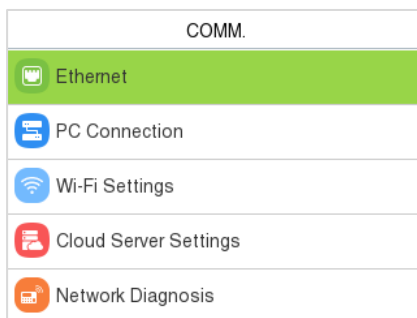 COMM.
Ethernet
PC Connection
Wi-Fi Settings
Cloud Server Settings
Network Diagnosis